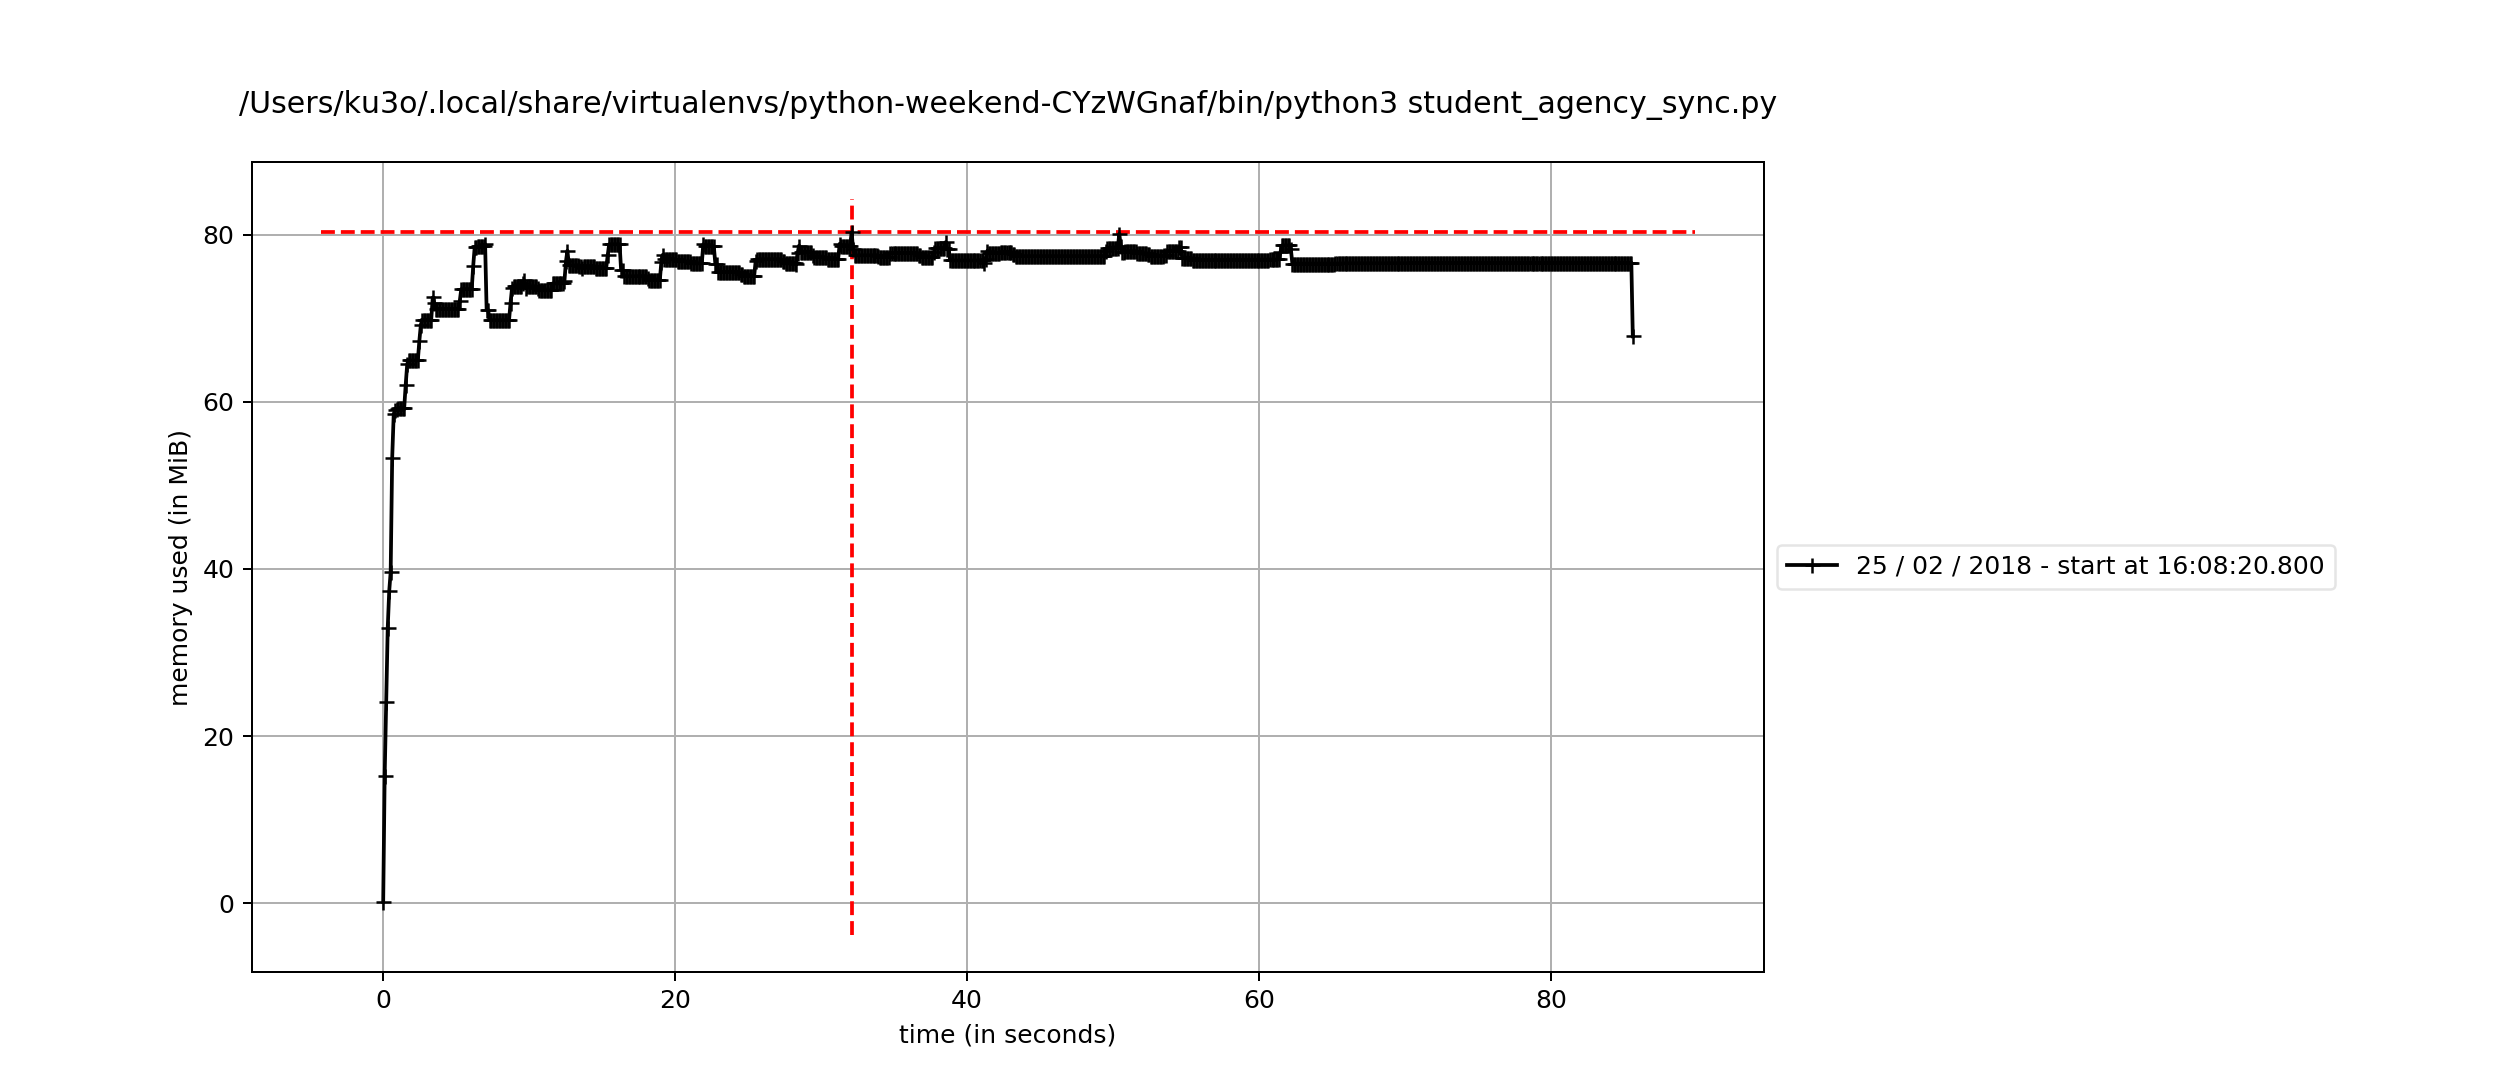 /Users/ku3o/.local/share/virtualenvs/python-weekend-CYzWGnaf/bin/python3 student_agency_sync.py
80
60
40
20
0
memory used (in MiB)
0 20 40 60 80
time (in seconds)
25 / 02 / 2018 - start at 16:08:20.800